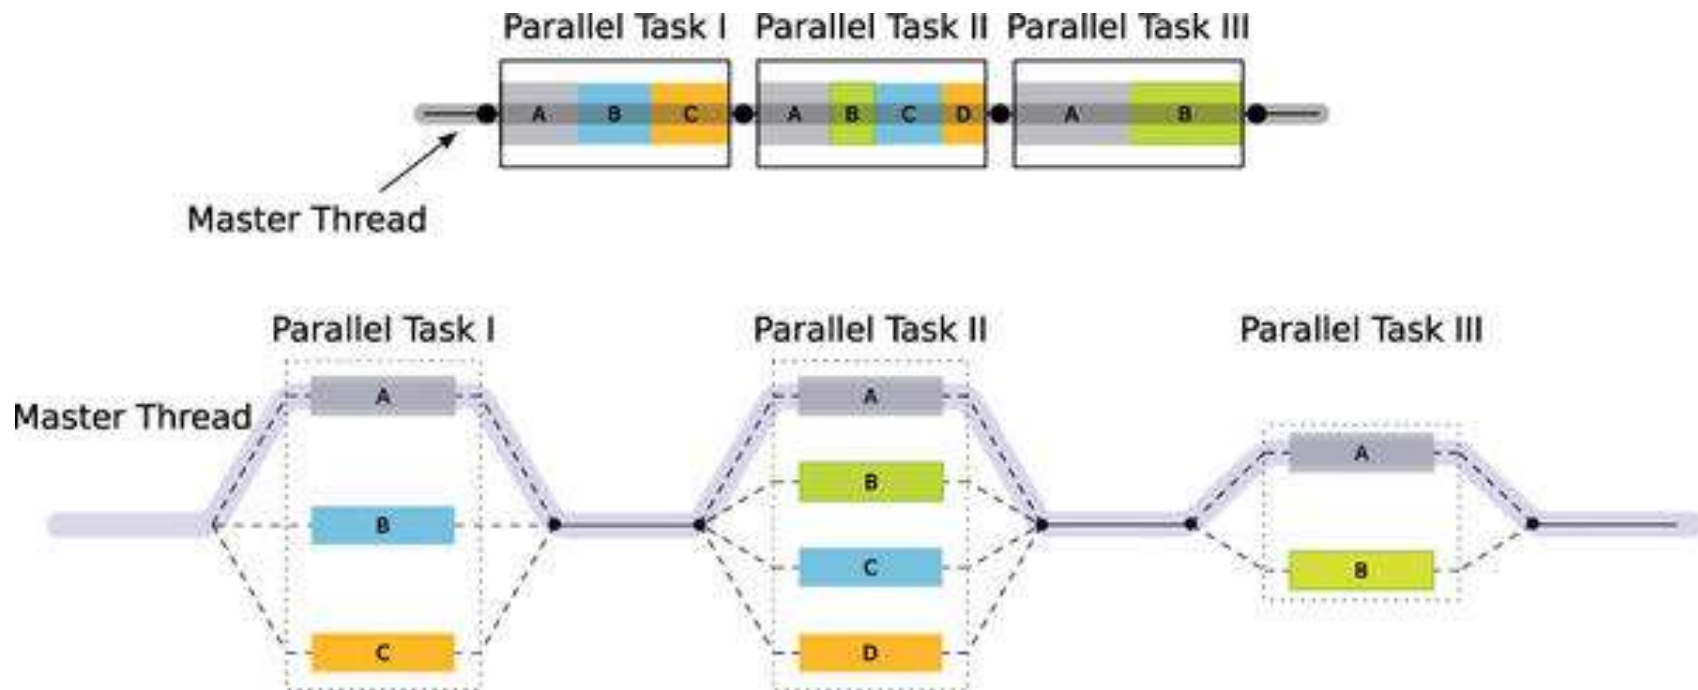 Parallel Task I Parallel Task II Parallel Task III
A B C A B C D A B
Master Thread
Parallel Task I Parallel Task II Parallel Task III
A A
Master Thread
A
B
B
C
B
C D